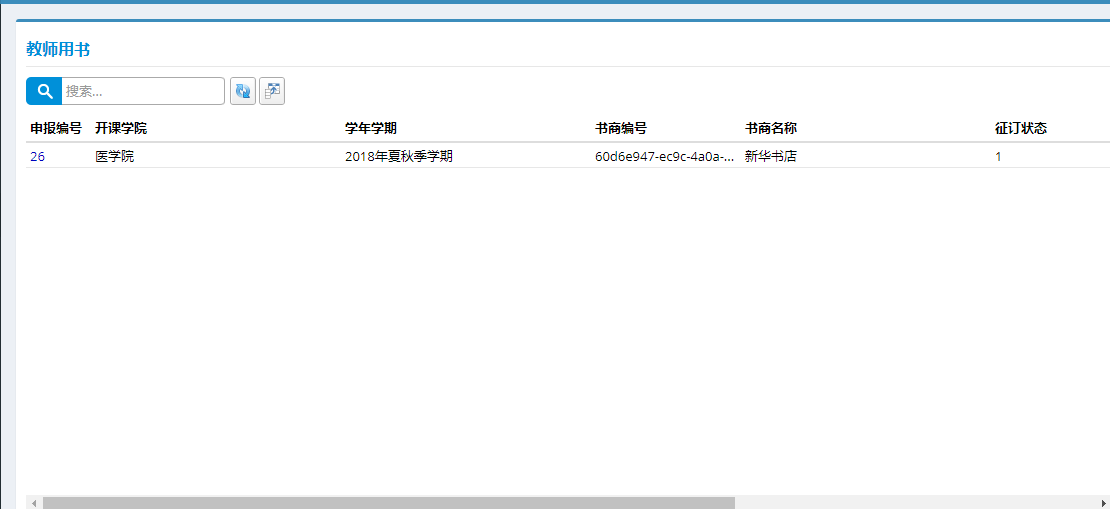 教师用书
搜索...
申报编号 开课学院 学年学期 书商编号 书商名称 征订状态
26 医学院 2018年夏秋季学期 60d6e947-ec9c-4a0a-... 新华书店 1